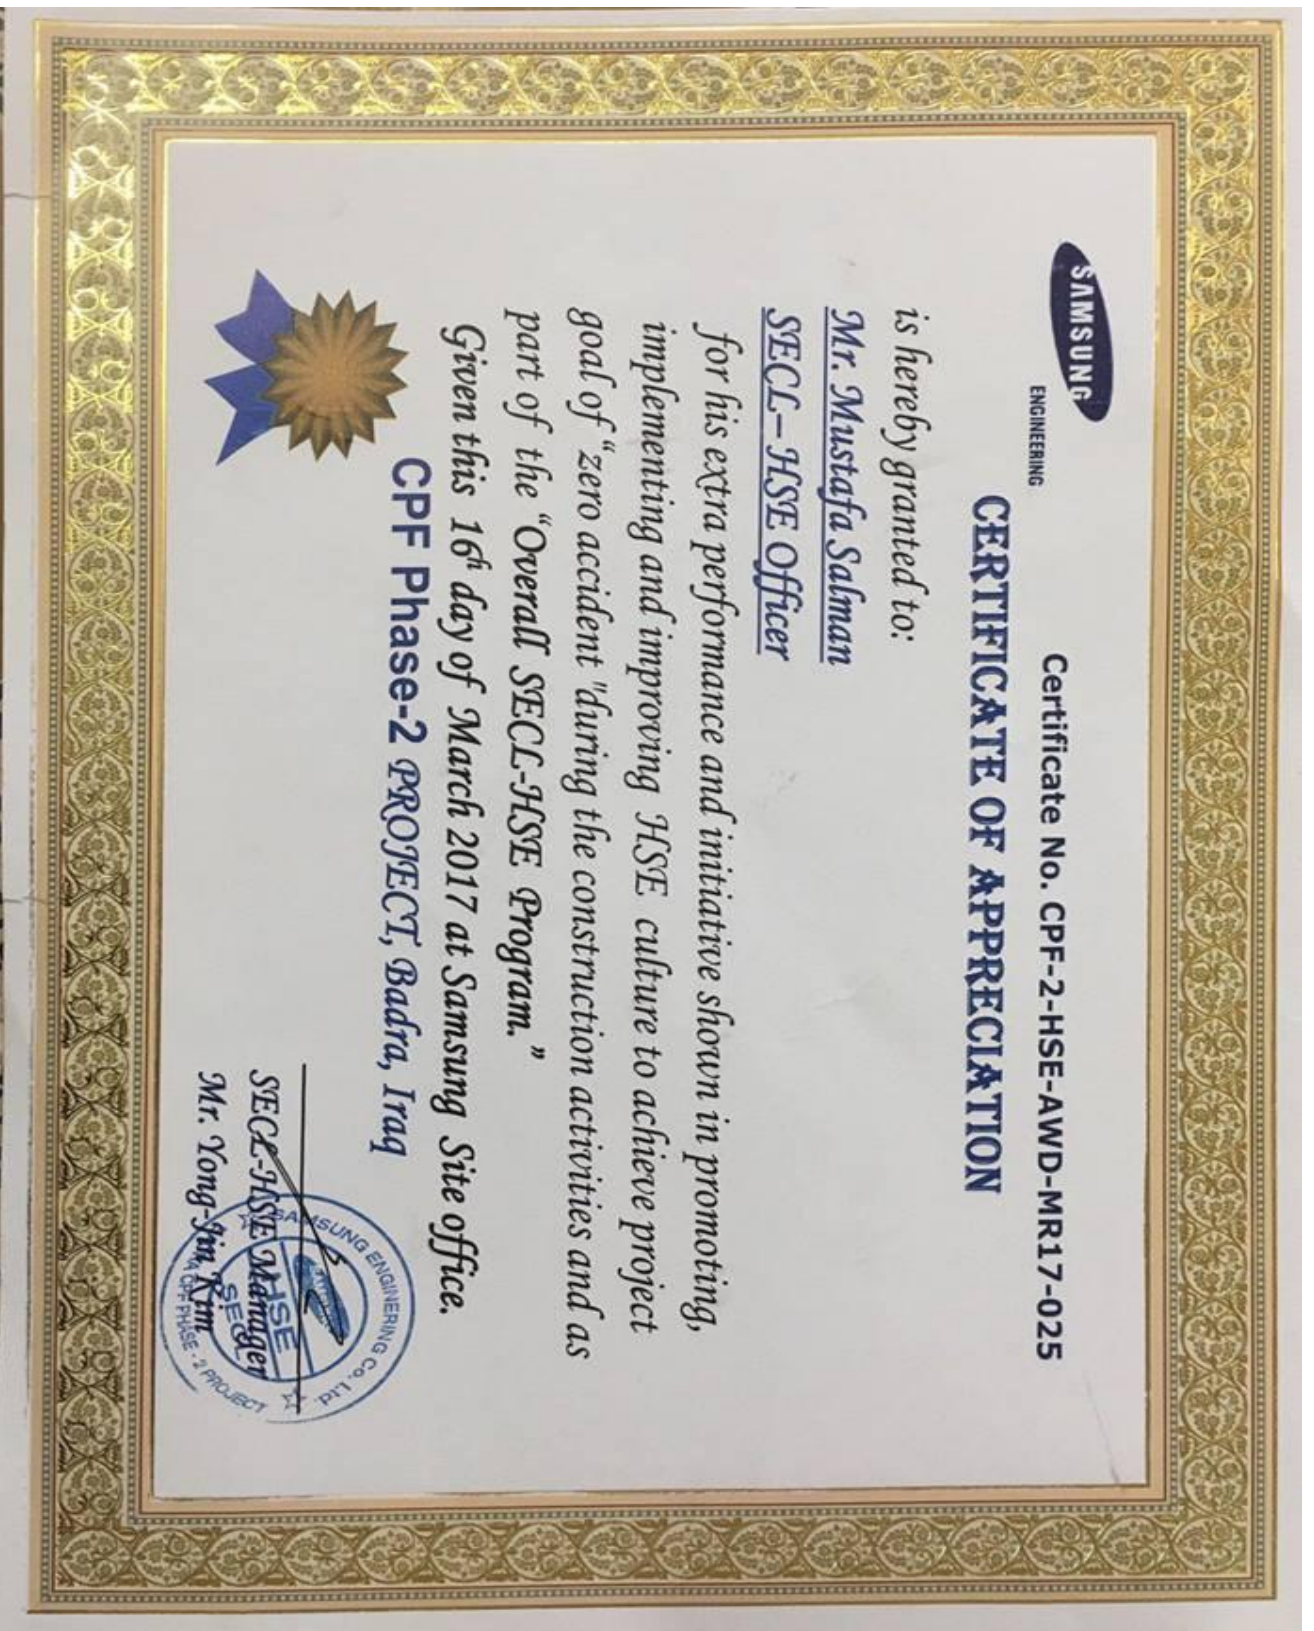 SAMSUNG
ENGINEERING
Certificate No. CPF-2-HSE-AWD-MR17-025
CERTIFICATE OF APPRECIATION
is hereby granted to:
Mr. Mustafa Salman
SECL–HSE Officer
for his extra performance and initiative shown in promoting,
implementing and improving HSE culture to achieve project
goal of “zero accident "during the construction activities and as
part of the “Overall SECL-HSE Program.”
Given this 16th day of March 2017 at Samsung Site office.
CPF Phase-2 PROJECT, Badra, Iraq
SECL-HSE Manager
Mr. Yong-Jin Kim
SAMSUNG ENGINERING Co. Ltd.
HSE
SECL
CPF PHASE - 2 PROJECT